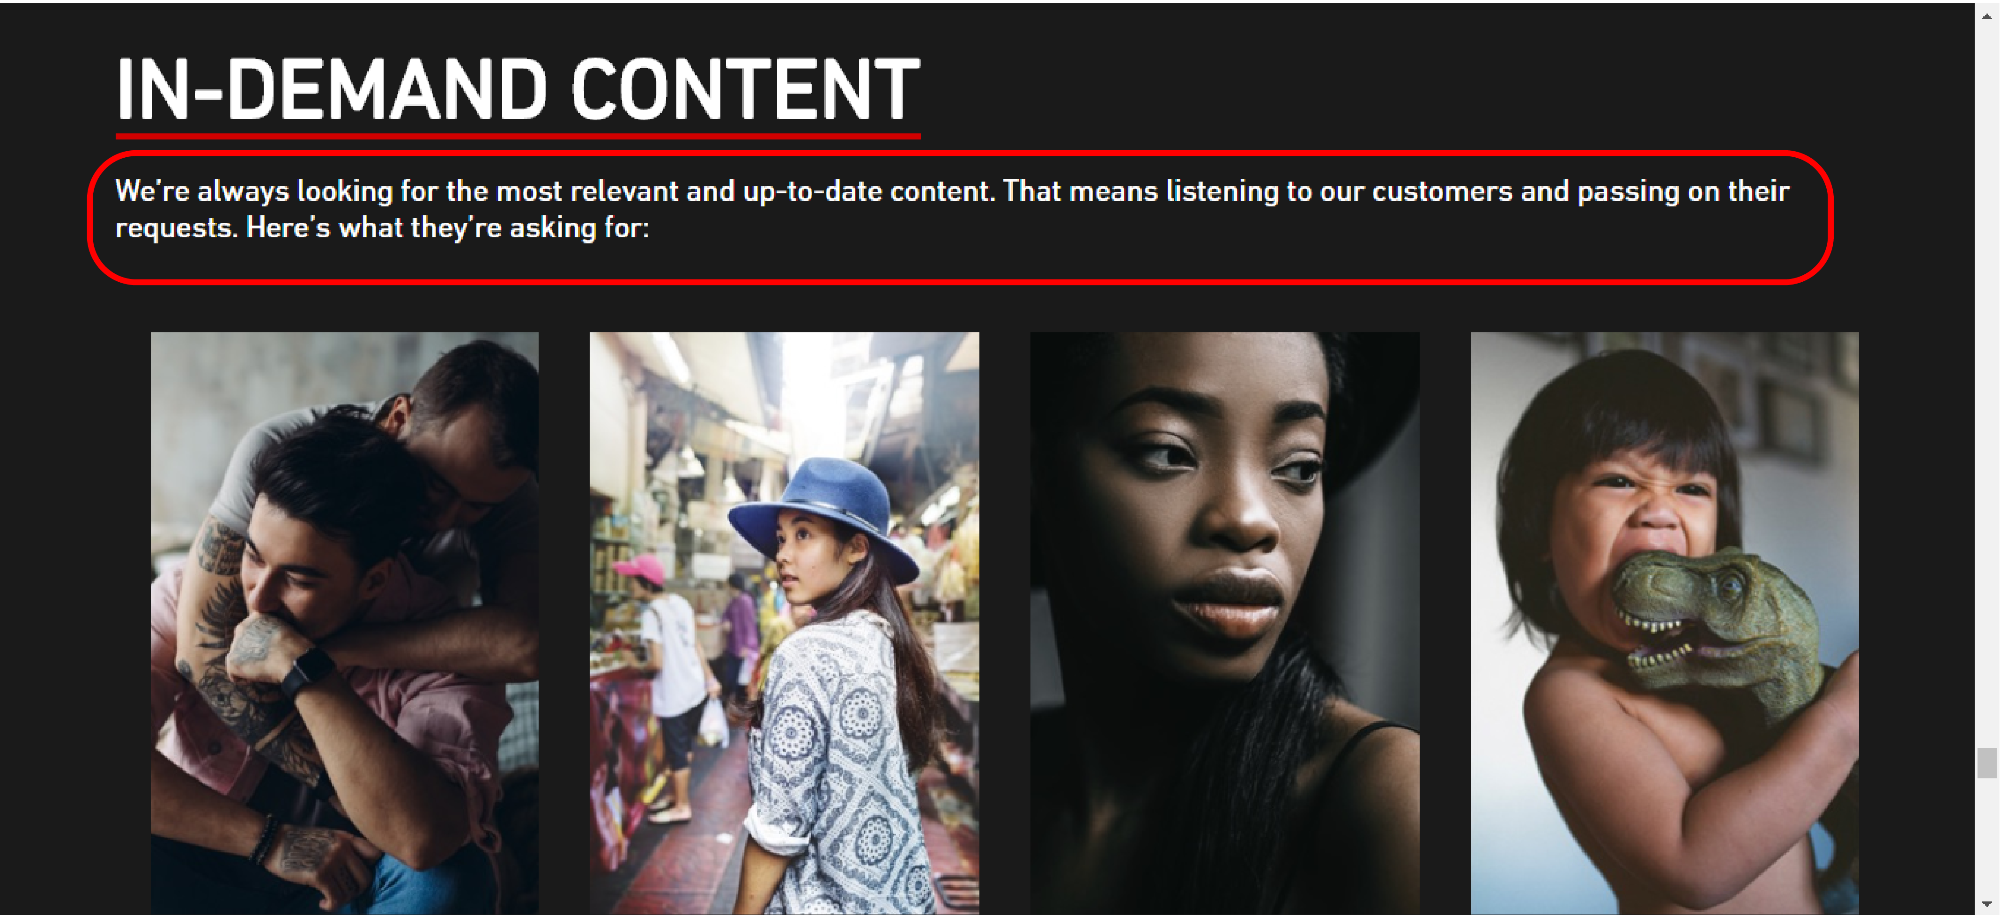 IN-DEMAND CONTENT
We're always looking for the most relevant and up-to-date content. That means listening to our customers and passing on their
requests. Here's what they're asking for: